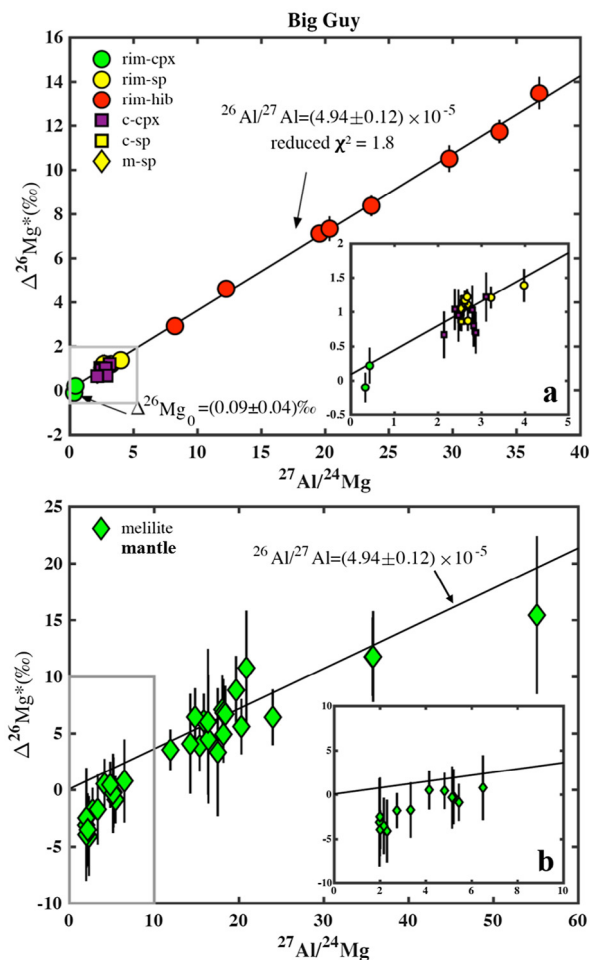 Big Guy
16
14
12
10
8
6
4
2
0
-2
Δ²⁶Mg*(‰)
rim-cpx
rim-sp
rim-hib
c-cpx
c-sp
m-sp
²⁶Al/²⁷Al=(4.94±0.12) ×10⁻⁵
reduced χ² = 1.8
Δ²⁶Mg₀=(0.09±0.04)‰
2
1.5
1
0.5
0
-0.5
0 1 2 3 4 5
a
0 5 10 15 20 25 30 35 40
²⁷Al/²⁴Mg
25
20
15
10
5
0
-5
-10
Δ²⁶Mg*(‰)
melilite
mantle
²⁶Al/²⁷Al=(4.94±0.12) ×10⁻⁵
10
5
0
-5
-10
0 2 4 6 8 10
b
0 10 20 30 40 50 60
²⁷Al/²⁴Mg